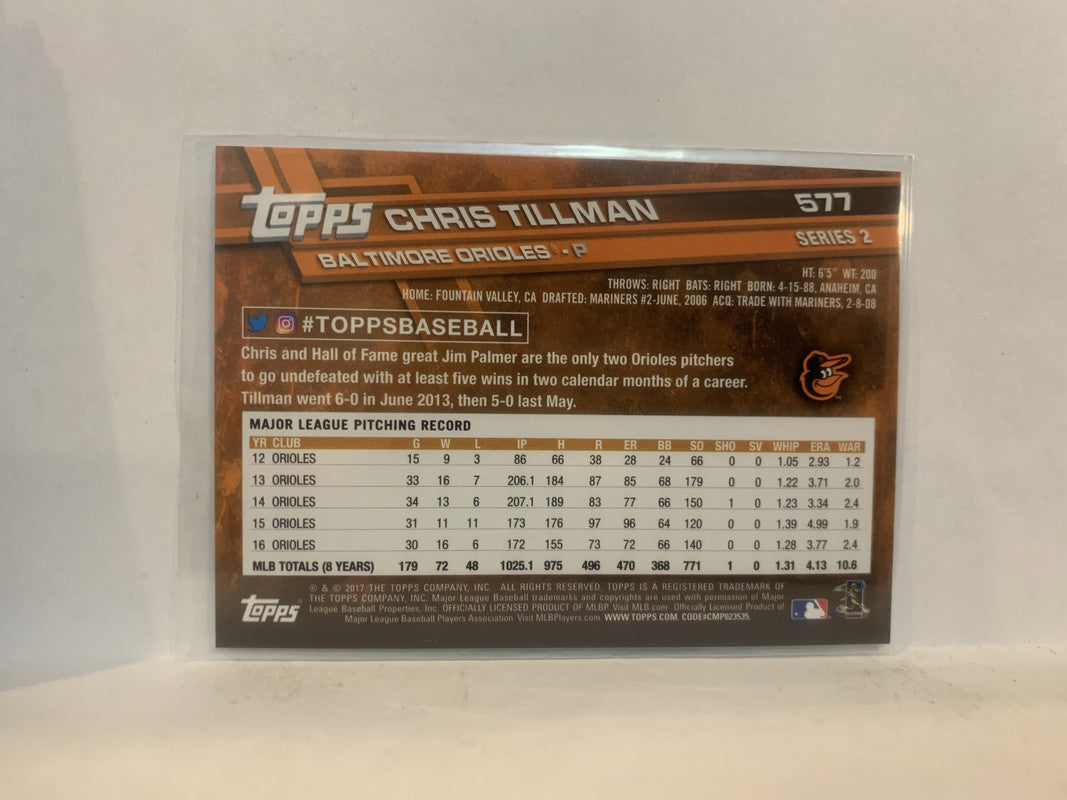 topps CHRIS TILLMAN 577
BALTIMORE ORIOLES - P SERIES 2
HT: 6'5" WT: 200
THROWS: RIGHT BATS: RIGHT BORN: 4-15-88, ANAHEIM, CA
HOME: FOUNTAIN VALLEY, CA DRAFTED: MARINERS #2-JUNE, 2006 ACQ: TRADE WITH MARINERS, 2-8-08
#TOPPSBASEBALL
Chris and Hall of Fame great Jim Palmer are the only two Orioles pitchers
to go undefeated with at least five wins in two calendar months of a career.
Tillman went 6-0 in June 2013, then 5-0 last May.
MAJOR LEAGUE PITCHING RECORD
YR CLUB G W L IP H R ER BB SO SHO SV WHIP ERA WAR
12 ORIOLES 15 9 3 86 66 38 28 24 66 0 0 1.05 2.93 1.2
13 ORIOLES 33 16 7 206.1 184 87 85 68 179 0 0 1.22 3.71 2.0
14 ORIOLES 34 13 6 207.1 189 83 77 66 150 1 0 1.23 3.34 2.4
15 ORIOLES 31 11 11 173 176 97 96 64 120 0 0 1.39 4.99 1.9
16 ORIOLES 30 16 6 172 155 73 72 66 140 0 0 1.28 3.77 2.4
MLB TOTALS (8 YEARS) 179 72 48 1025.1 975 496 470 368 771 1 0 1.31 4.13 10.6
® & © 2017 THE TOPPS COMPANY, INC. ALL RIGHTS RESERVED. TOPPS IS A REGISTERED TRADEMARK OF
THE TOPPS COMPANY, INC. Major League Baseball trademarks and copyrights are used with permission of Major
League Baseball Properties, Inc. OFFICIALLY LICENSED PRODUCT OF MLBP Visit MLB.com. Officially Licensed Product of
Major League Baseball Players Association. Visit MLBPlayers.com. WWW.TOPPS.COM. CODE#CMP023535.
topps